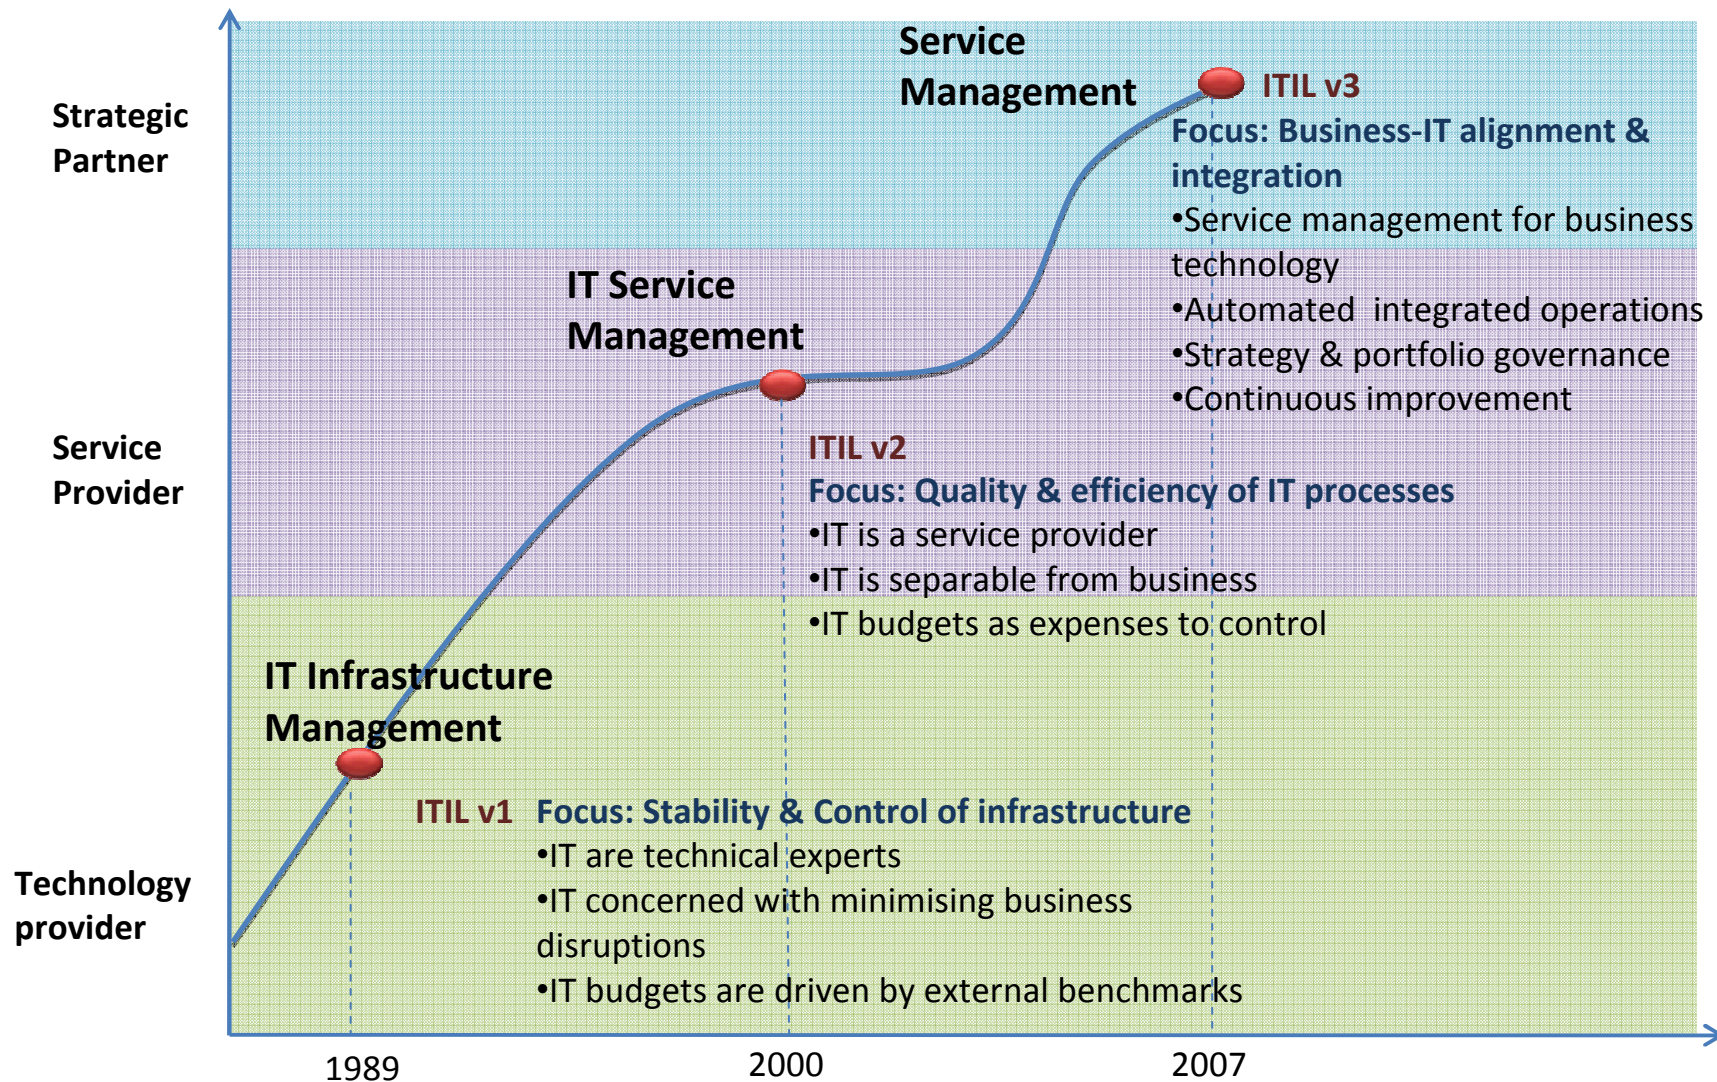 Service
Management
ITIL v3
Strategic
Partner
Focus: Business-IT alignment &
integration
•Service management for business
technology
•Automated  integrated operations
•Strategy & portfolio governance
•Continuous improvement
IT Service
Management
Service
Provider
ITIL v2
Focus: Quality & efficiency of IT processes
•IT is a service provider
•IT is separable from business
•IT budgets as expenses to control
IT Infrastructure
Management
ITIL v1 Focus: Stability & Control of infrastructure
•IT are technical experts
•IT concerned with minimising business
disruptions
•IT budgets are driven by external benchmarks
Technology
provider
1989 2000 2007